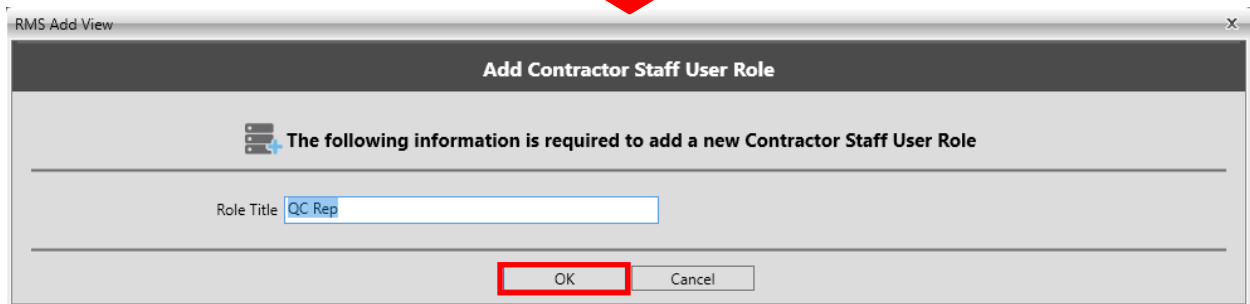 RMS Add View
x
Add Contractor Staff User Role
The following information is required to add a new Contractor Staff User Role
Role Title QC Rep
OK Cancel